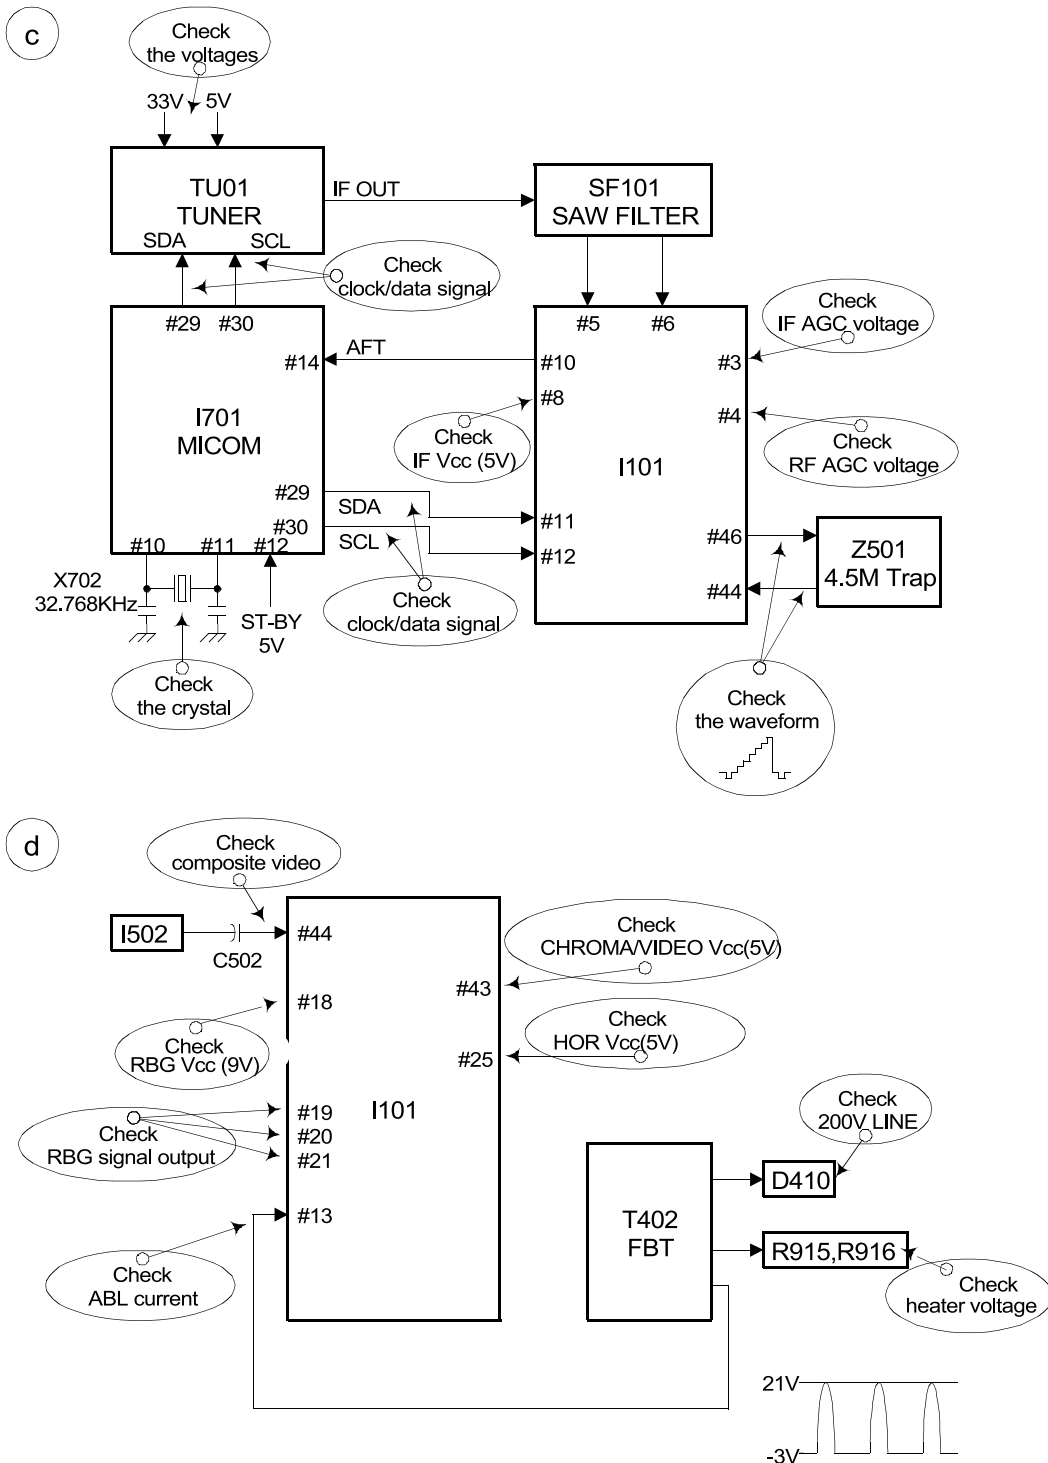 c
Check
the voltages
33V 5V
TU01
TUNER
SDA SCL
IF OUT
SF101
SAW FILTER
Check
clock/data signal
#29 #30
#5 #6
Check
IF AGC voltage
#14
AFT
#10
#3
#8
#4
I701
MICOM
Check
IF Vcc (5V)
I101
Check
RF AGC voltage
#29
SDA
#11
#30
SCL
#12
#46
#44
Z501
4.5M Trap
#10 #11 #12
X702
32.768KHz
ST-BY
5V
Check
clock/data signal
Check
the crystal
Check
the waveform
d
Check
composite video
I502
C502
#44
Check
CHROMA/VIDEO Vcc(5V)
#43
#18
Check
HOR Vcc(5V)
#25
Check
RBG Vcc (9V)
I101
#19
#20
#21
Check
RBG signal output
#13
Check
ABL current
Check
200V LINE
D410
T402
FBT
R915,R916
Check
heater voltage
21V
-3V